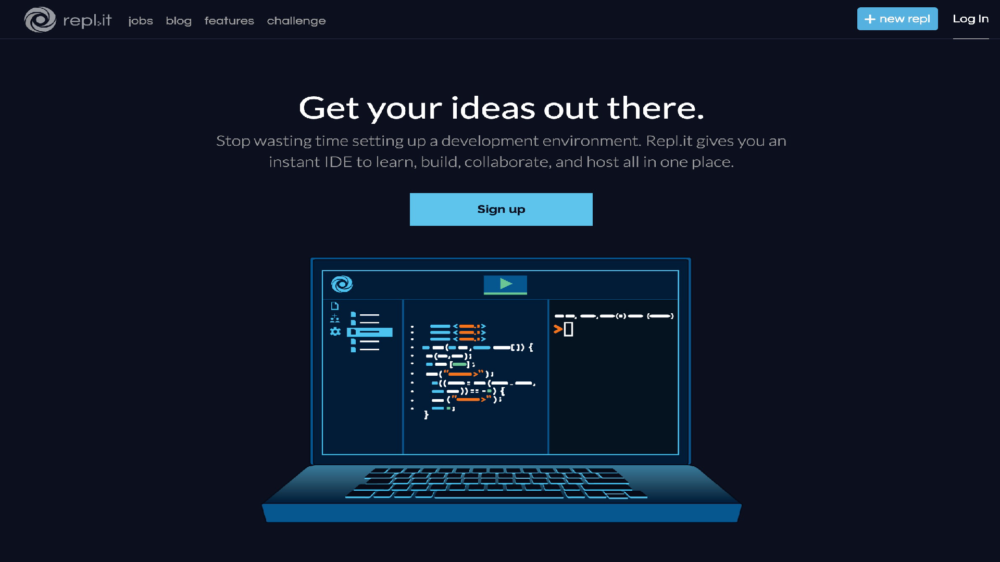 repl.it jobs blog features challenge + new repl Log In
Get your ideas out there.
Stop wasting time setting up a development environment. Repl.it gives you an
instant IDE to learn, build, collaborate, and host all in one place.
Sign up